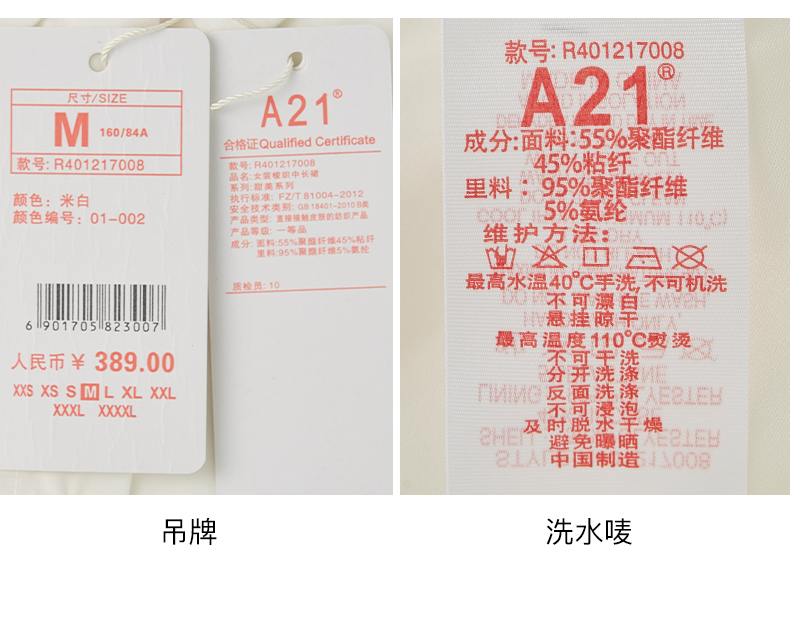 尺寸/SIZE
M 160/84A
款号: R401217008
颜色：米白
颜色编号：01-002
6 901705 823007
人民币 ¥ 389.00
XXS XS S M L XL XXL
XXXL XXXXL
A21®
合格证Qualified Certificate
款号: R401217008
品名: 女装梭织中长裙
系列: 甜美系列
执行标准: FZ/T 81004-2012
安全技术类别: GB 18401-2010 B类
产品类型: 直接接触皮肤的纺织产品
产品等级: 一等品
成分: 面料:55%聚酯纤维45%粘纤
里料:95%聚酯纤维5%氨纶
质检员: 10
款号: R401217008
A21®
成分:面料:55%聚酯纤维
45%粘纤
里料： 95%聚酯纤维
5%氨纶
维护方法:
最高水温40℃手洗,不可机洗
不可漂白
悬挂晾干
最高温度110℃熨烫
不可干洗
分开洗涤
反面洗涤
不可浸泡
及时脱水干燥
避免曝晒
中国制造
吊牌
洗水唛